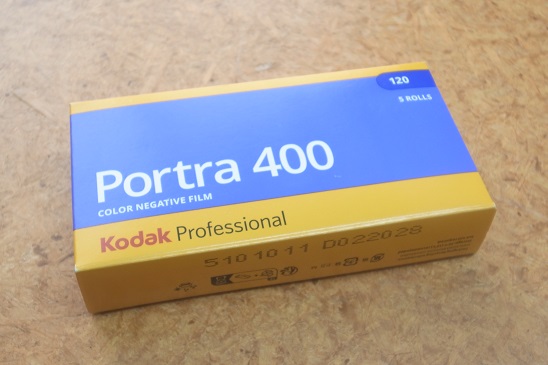 120
5 ROLLS
Portra 400
COLOR NEGATIVE FILM
Kodak Professional
5101011 D022028